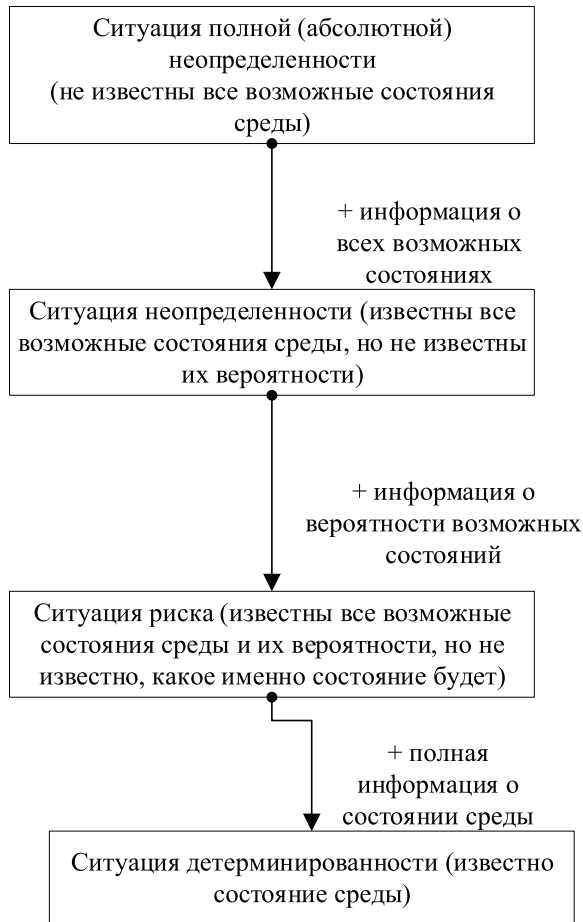 Ситуация полной (абсолютной)
неопределенности
(не известны все возможные состояния
среды)
+ информация о
всех возможных
состояниях
Ситуация неопределенности (известны все
возможные состояния среды, но не известны
их вероятности)
+ информация о
вероятности возможных
состояний
Ситуация риска (известны все возможные
состояния среды и их вероятности, но не
известно, какое именно состояние будет)
+ полная
информация о
состоянии среды
Ситуация детерминированности (известно
состояние среды)